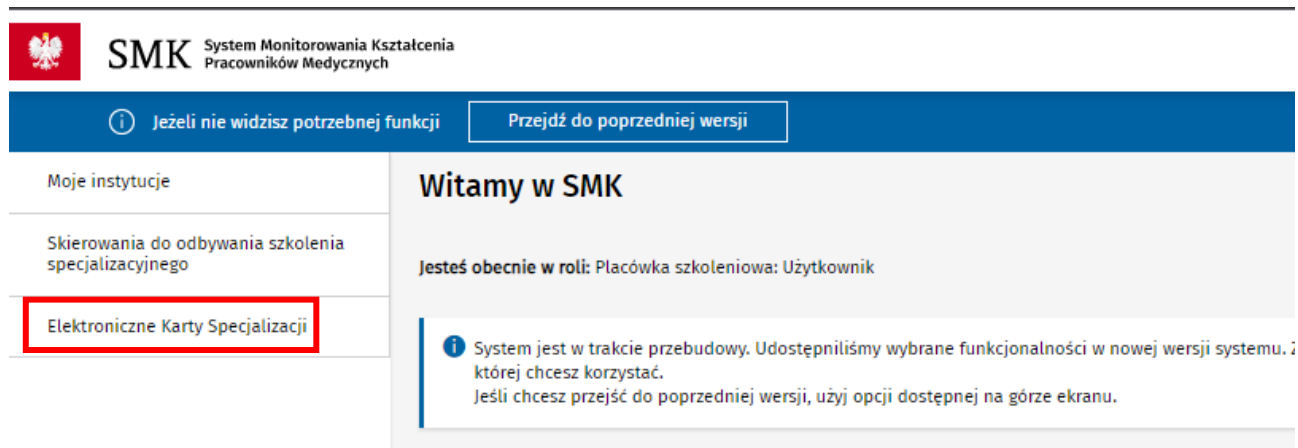 SMK System Monitorowania Kształcenia
Pracowników Medycznych
Jeżeli nie widzisz potrzebnej funkcji Przejdź do poprzedniej wersji
Moje instytucje
Skierowania do odbywania szkolenia
specjalizacyjnego
Elektroniczne Karty Specjalizacji
Witamy w SMK
Jesteś obecnie w roli: Placówka szkoleniowa: Użytkownik
System jest w trakcie przebudowy. Udostępniliśmy wybrane funkcjonalności w nowej wersji systemu.
której chcesz korzystać.
Jeśli chcesz przejść do poprzedniej wersji, użyj opcji dostępnej na górze ekranu.